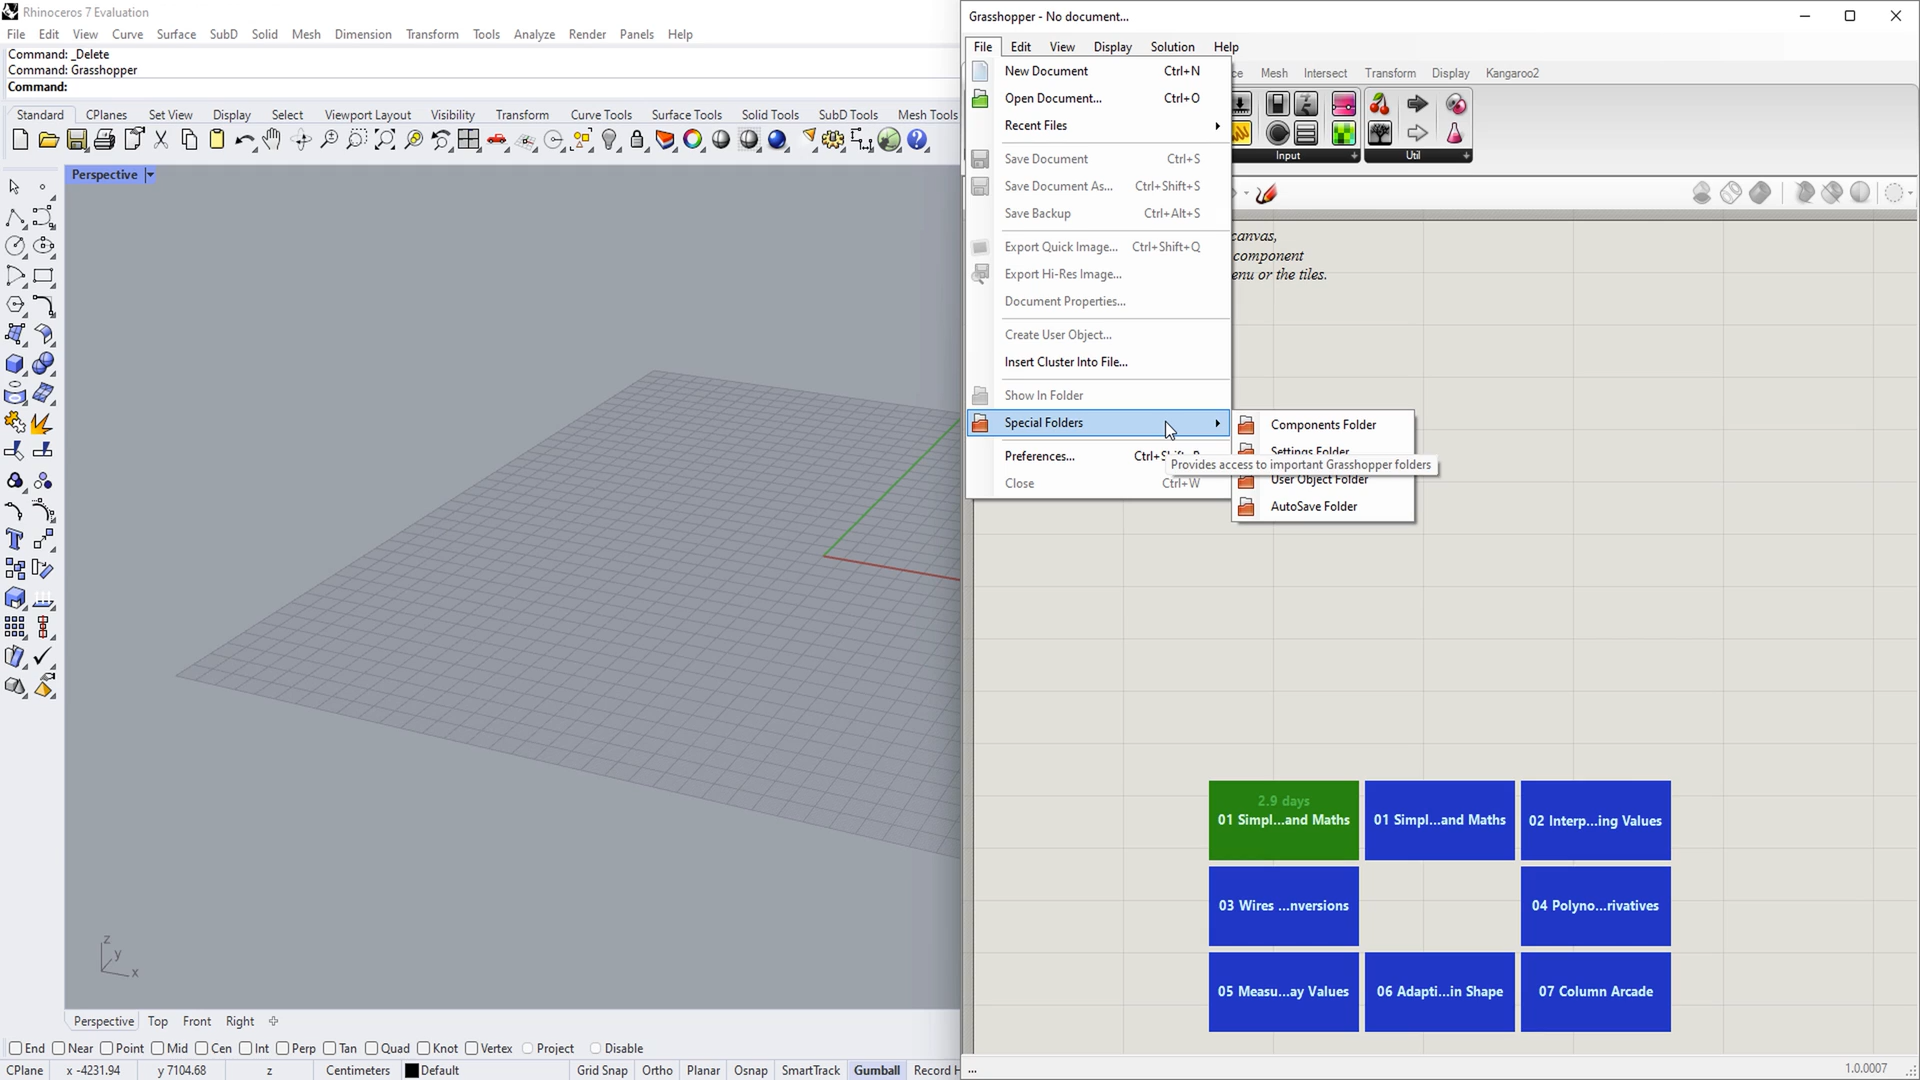 Rhinoceros 7 Evaluation
File Edit View Curve Surface SubD Solid Mesh Dimension Transform Tools Analyze Render Panels Help
Command: _Delete
Command: Grasshopper
Command:
Standard CPlanes Set View Display Select Viewport Layout Visibility Transform Curve Tools Surface Tools Solid Tools SubD Tools Mesh Tools
Perspective
z
y
x
Perspective Top Front Right
End Near Point Mid Cen Int Perp Tan Quad Knot Vertex Project Disable
CPlane x -4231.94 y 7104.68 z Centimeters Default Grid Snap Ortho Planar Osnap SmartTrack Gumball Record H
Grasshopper - No document...
File Edit View Display Solution Help
ce Mesh Intersect Transform Display Kangaroo2
Input Util
New Document Ctrl+N
Open Document... Ctrl+O
Recent Files
Save Document Ctrl+S
Save Document As... Ctrl+Shift+S
Save Backup Ctrl+Alt+S
Export Quick Image... Ctrl+Shift+Q
Export Hi-Res Image...
Document Properties...
Create User Object...
Insert Cluster Into File...
Show In Folder
Special Folders
Preferences...
Close Ctrl+W
Components Folder
Settings Folder
Provides access to important Grasshopper folders
User Object Folder
AutoSave Folder
canvas,
component
enu or the tiles.
2.9 days
01 Simpl...and Maths 01 Simpl...and Maths 02 Interp...ing Values
03 Wires ...nversions 04 Polyno...rivatives
05 Measu...ay Values 06 Adapti...in Shape 07 Column Arcade
... 1.0.0007